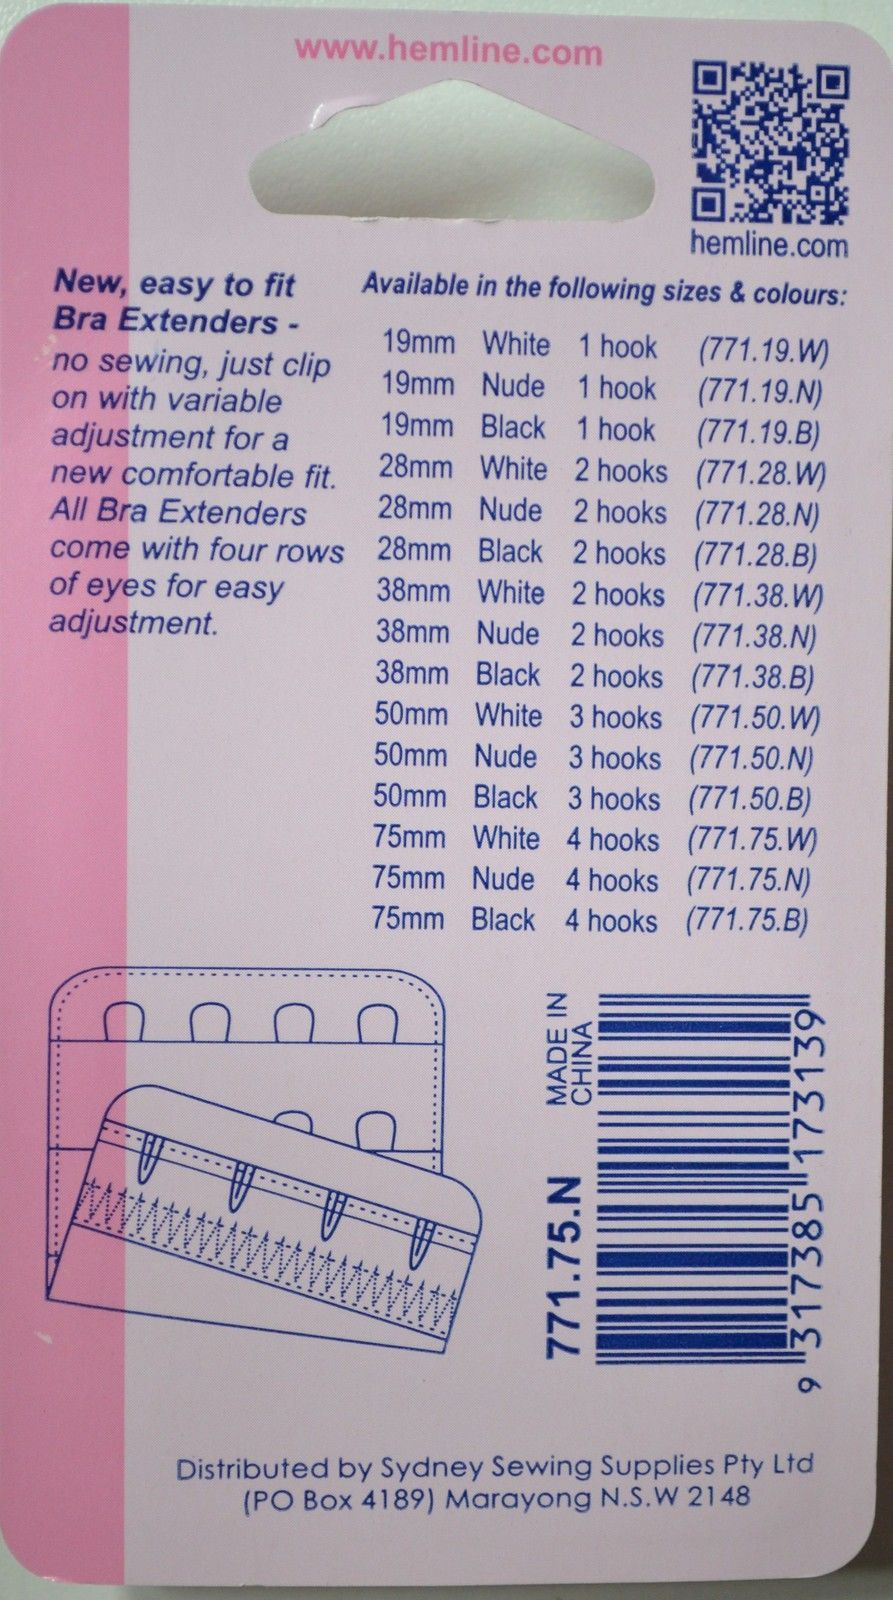 www.hemline.com
hemline.com
New, easy to fit
Bra Extenders -
no sewing, just clip
on with variable
adjustment for a
new comfortable fit.
All Bra Extenders
come with four rows
of eyes for easy
adjustment.
Available in the following sizes & colours:
19mm White 1 hook (771.19.W)
19mm Nude 1 hook (771.19.N)
19mm Black 1 hook (771.19.B)
28mm White 2 hooks (771.28.W)
28mm Nude 2 hooks (771.28.N)
28mm Black 2 hooks (771.28.B)
38mm White 2 hooks (771.38.W)
38mm Nude 2 hooks (771.38.N)
38mm Black 2 hooks (771.38.B)
50mm White 3 hooks (771.50.W)
50mm Nude 3 hooks (771.50.N)
50mm Black 3 hooks (771.50.B)
75mm White 4 hooks (771.75.W)
75mm Nude 4 hooks (771.75.N)
75mm Black 4 hooks (771.75.B)
771.75.N
MADE IN
CHINA
9 317385 173139
Distributed by Sydney Sewing Supplies Pty Ltd
(PO Box 4189) Marayong N.S.W 2148